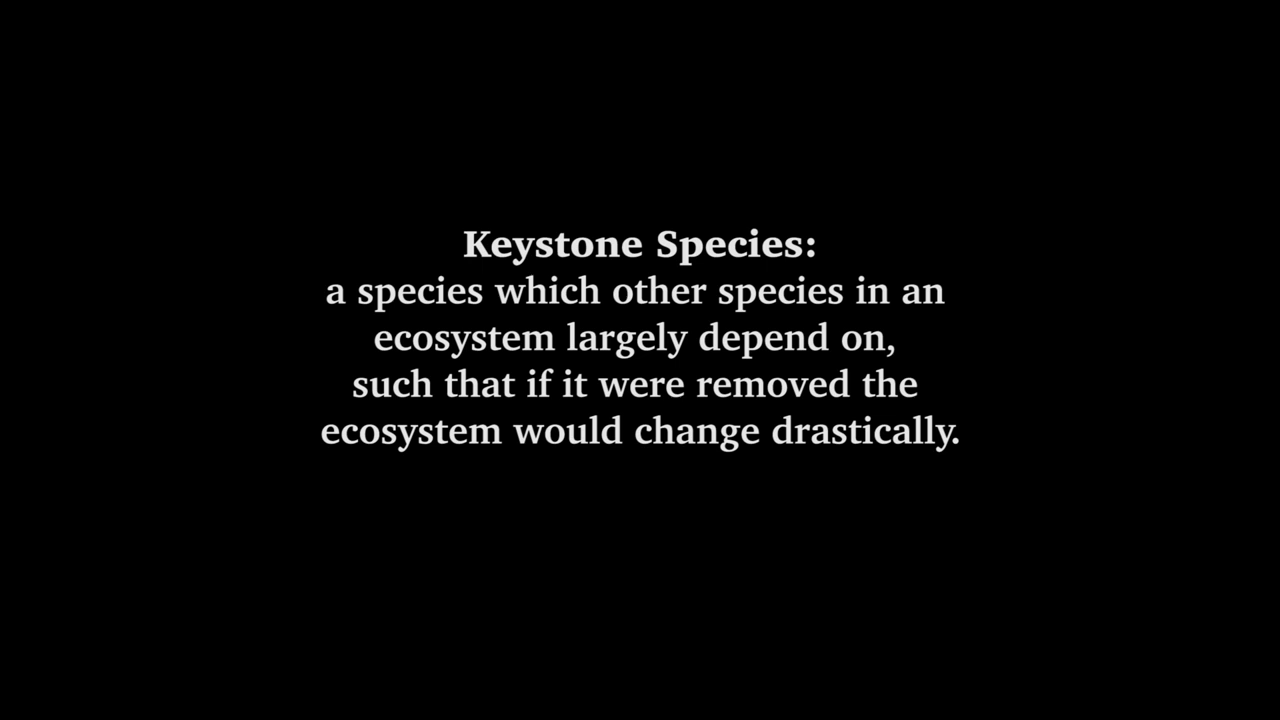 Keystone Species:
a species which other species in an
ecosystem largely depend on,
such that if it were removed the
ecosystem would change drastically.